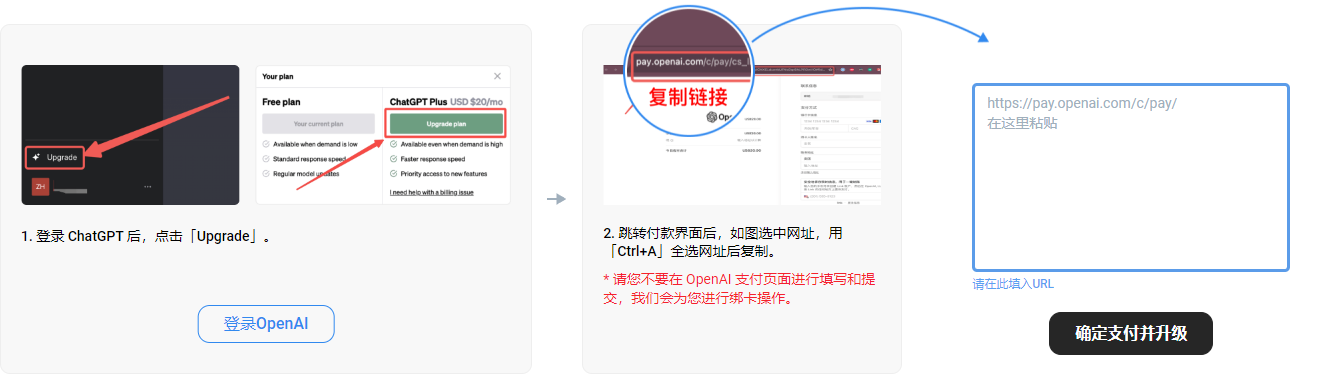 Upgrade
ZH
Your plan
Free plan
Your current plan
Available when demand is low
Standard response speed
Regular model updates
ChatGPT Plus USD $20/mo
Upgrade plan
Available even when demand is high
Faster response speed
Priority access to new features
I need help with a billing issue
1. 登录 ChatGPT 后，点击「Upgrade」。
登录OpenAI
pay.openai.com/c/pay/cs_l
复制链接
2. 跳转付款界面后，如图选中网址，用
「Ctrl+A」全选网址后复制。
* 请您不要在 OpenAI 支付页面进行填写和提
交，我们会为您进行绑卡操作。
https://pay.openai.com/c/pay/
在这里粘贴
请在此填入URL
确定支付并升级